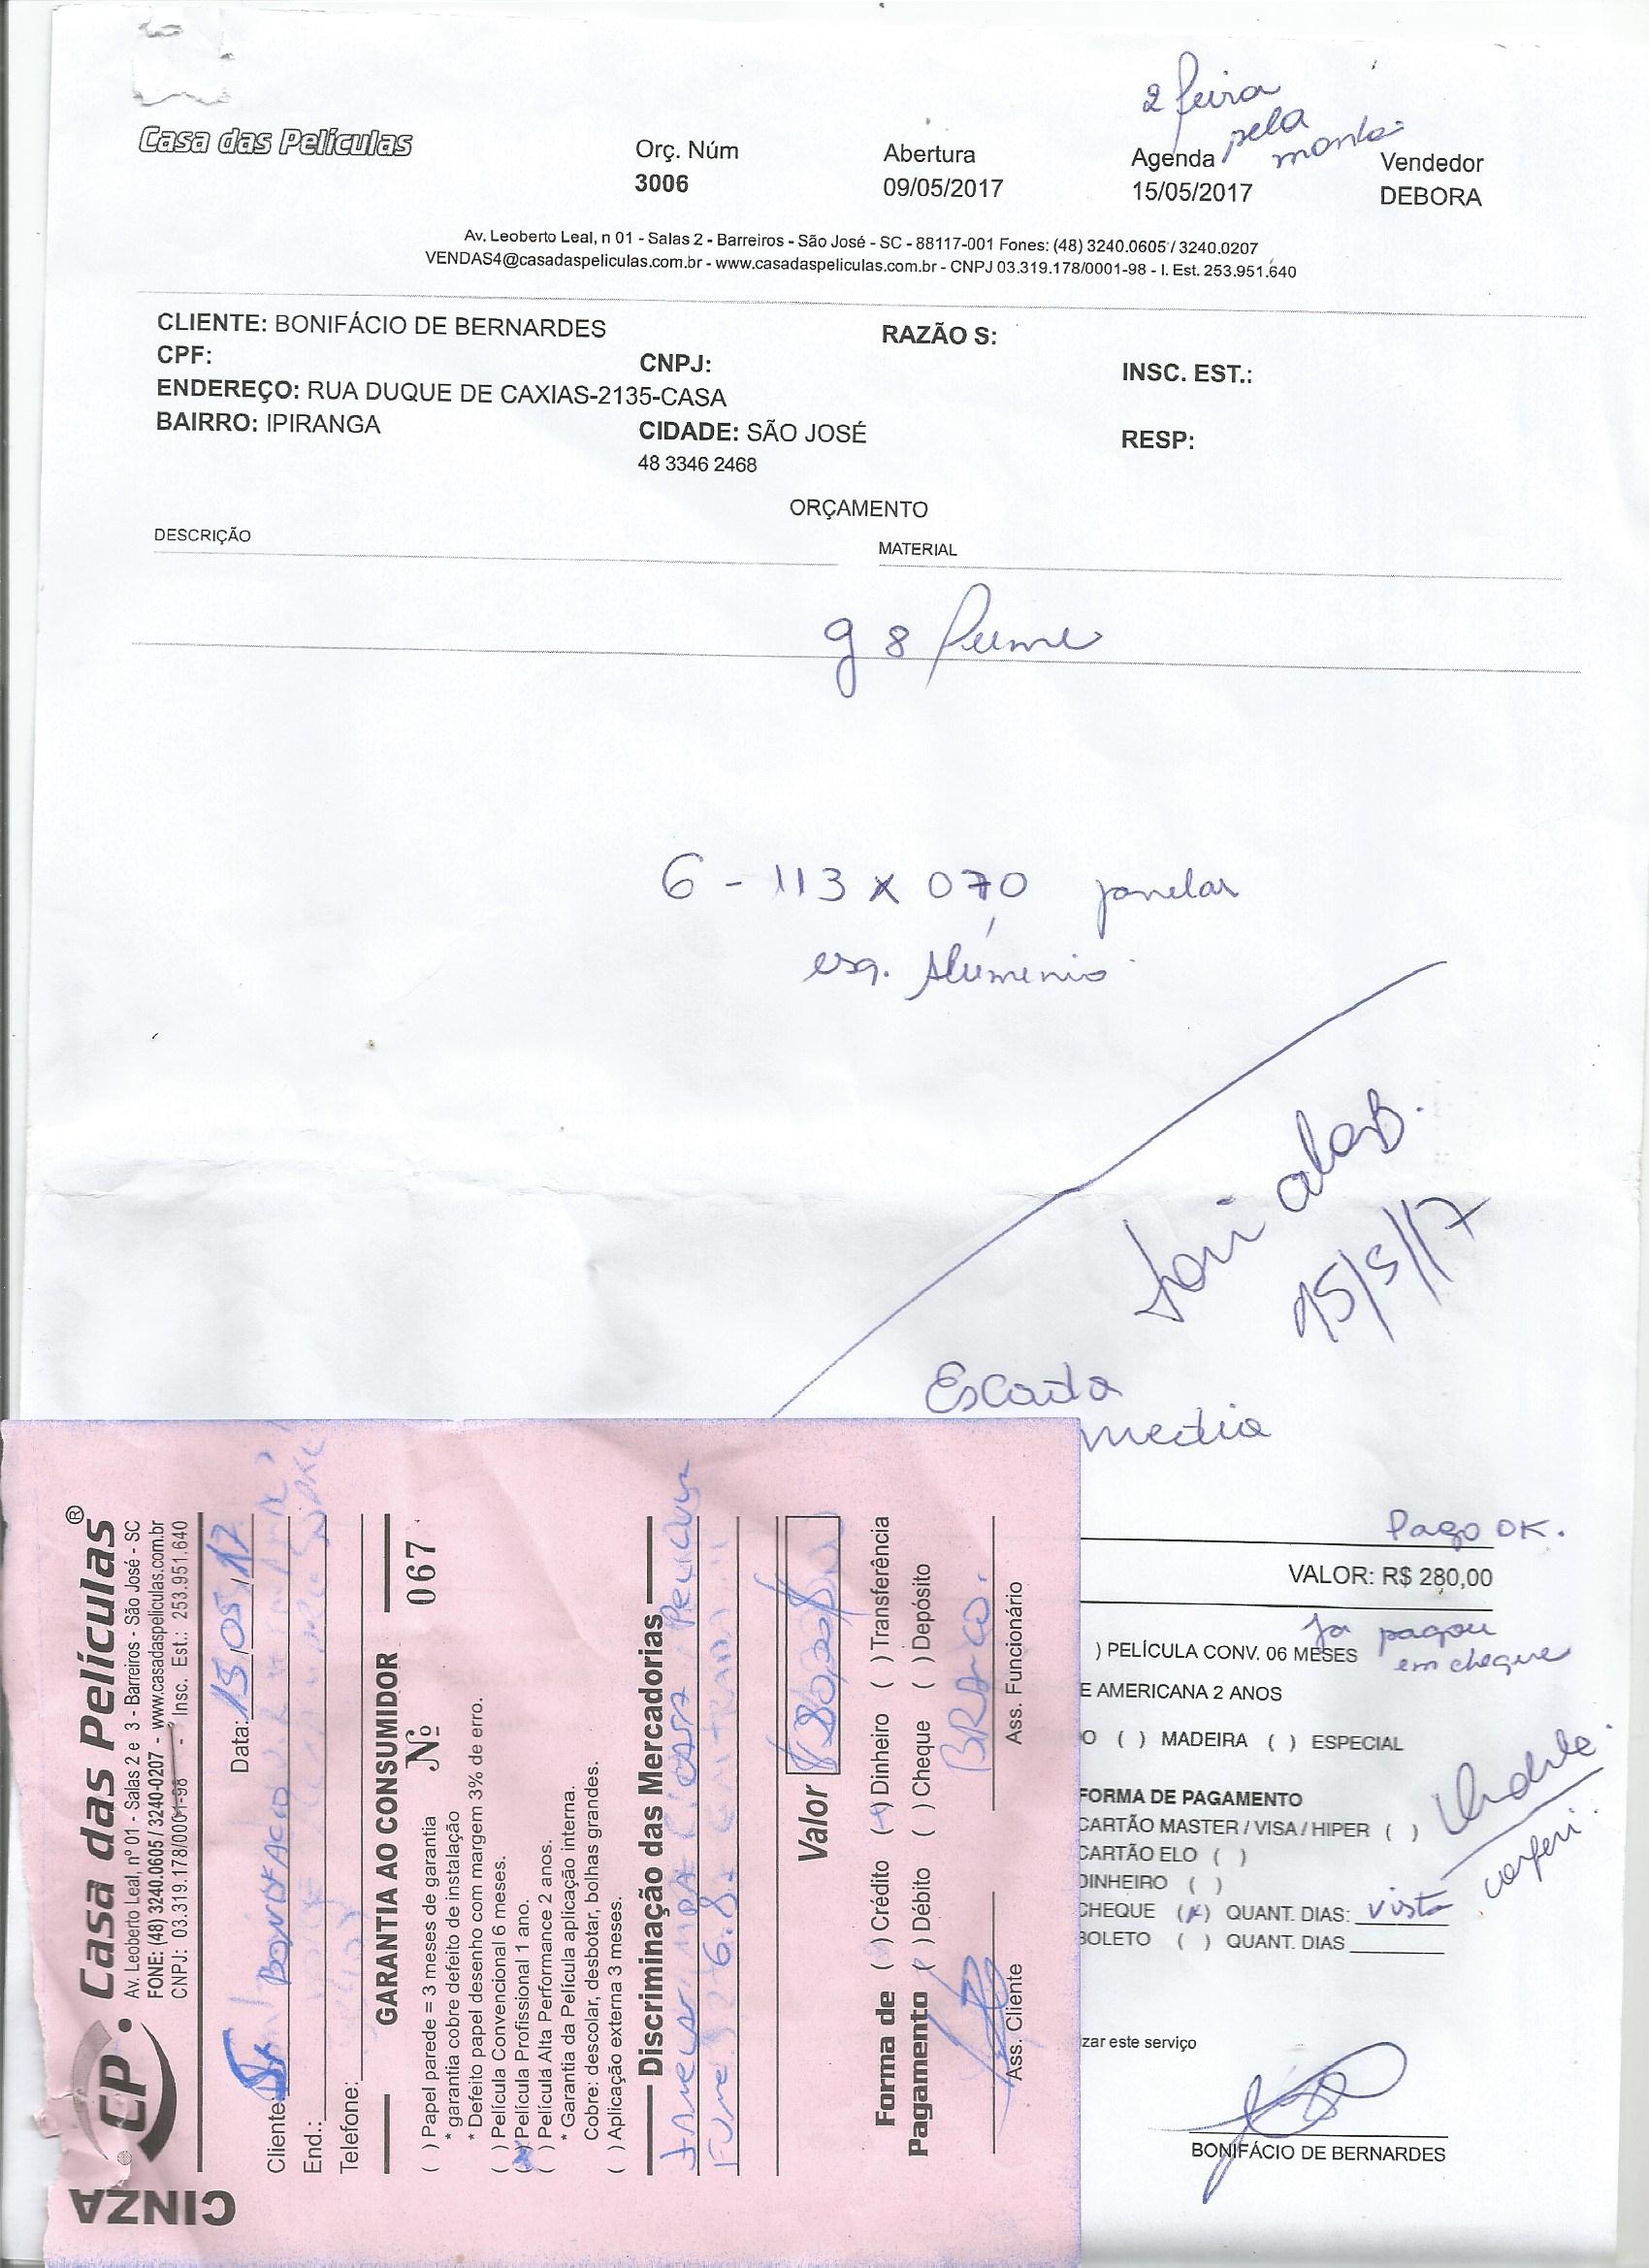 2 feira
pela
Casa das Películas
Orç. Núm
3006
Abertura
09/05/2017
Agenda
15/05/2017
Vendedor
DEBORA
Av. Leoberto Leal, n 01 - Salas 2 - Barreiros - São José - SC - 88117-001 Fones: (48) 3240.0605 / 3240.0207
VENDAS4@casadaspeliculas.com.br - www.casadaspeliculas.com.br - CNPJ 03.319.178/0001-98 - I. Est. 253.951.640
CLIENTE: BONIFÁCIO DE BERNARDES
RAZÃO S:
CPF:
CNPJ:
INSC. EST.:
ENDEREÇO: RUA DUQUE DE CAXIAS-2135-CASA
BAIRRO: IPIRANGA
CIDADE: SÃO JOSÉ
RESP:
48 3346 2468
ORÇAMENTO
DESCRIÇÃO
MATERIAL
g 8
6 - 113 x 070 janelas
esq. Alumenio
15/5/17
Escada
media
Pago OK.
VALOR: R$ 280,00
Ja pagou
em cheque
) PELÍCULA CONV. 06 MESES
E AMERICANA 2 ANOS
O ( ) MADEIRA ( ) ESPECIAL
FORMA DE PAGAMENTO
CARTÃO MASTER / VISA / HIPER ( )
CARTÃO ELO ( )
DINHEIRO ( )
CHEQUE (x) QUANT. DIAS: vista
BOLETO ( ) QUANT. DIAS
conferi.
zar este serviço
BONIFÁCIO DE BERNARDES
CINZA
CP. Casa das Películas®
Av. Leoberto Leal, nº 01 - Salas 2 e 3 - Barreiros - São José - SC
FONE: (48) 3240.0605 / 3240-0207 - www.casadaspeliculas.com.br
CNPJ: 03.319.178/0001-98 - Insc. Est.: 253.951.640
Data: 15/05/17
Cliente: BONIFACIO
End.:
Telefone:
GARANTIA AO CONSUMIDOR
Nº 067
( ) Papel parede = 3 meses de garantia
* garantia cobre defeito de instalação
* Defeito papel desenho com margem 3% de erro.
( ) Película Convencional 6 meses.
(x) Película Profissional 1 ano.
( ) Películá Alta Performance 2 anos.
* Garantia da Película aplicação interna.
Cobre: descolar, desbotar, bolhas grandes.
( ) Aplicação externa 3 meses.
Discriminação das Mercadorias
Valor
Forma de Pagamento
( ) Crédito ( ) Dinheiro ( ) Transferência
( ) Débito ( ) Cheque ( ) Depósito
BRANCO.
Ass. Cliente
Ass. Funcionário